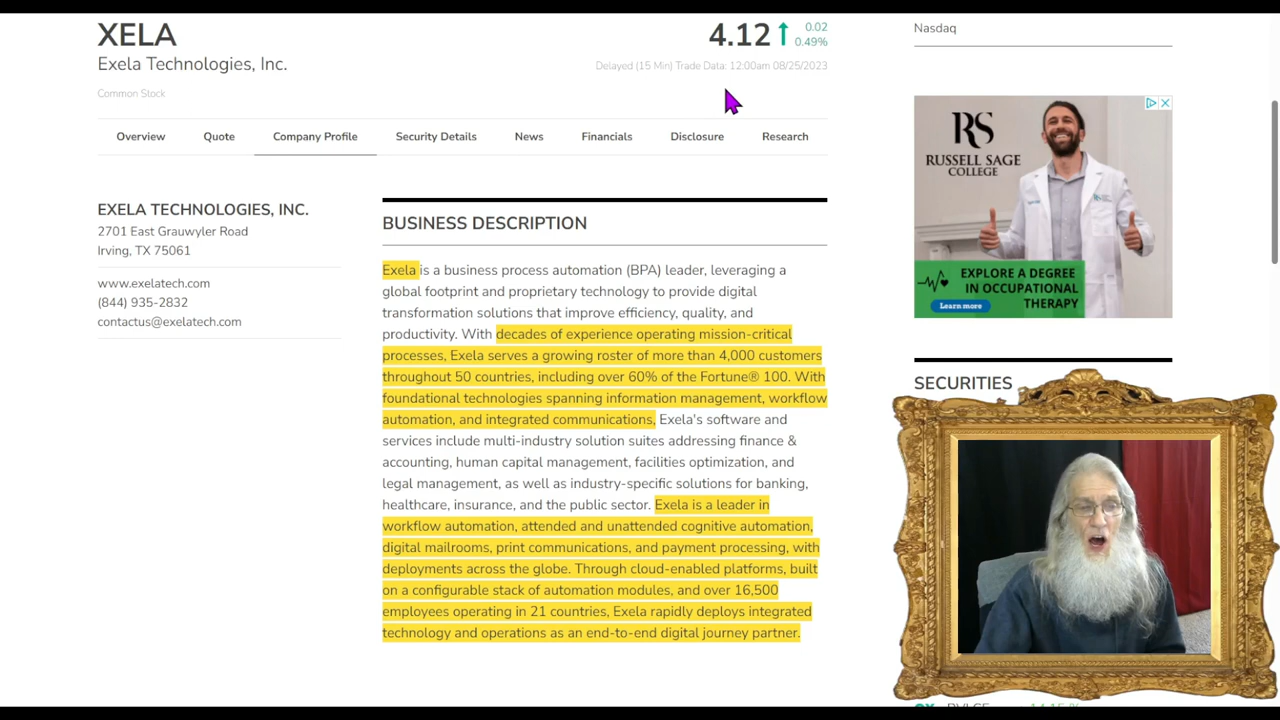 XELA
4.12
0.02
0.49%
Exela Technologies, Inc.
Delayed (15 Min) Trade Data: 12:00am 08/25/2023
Common Stock
Overview
Quote
Company Profile
Security Details
News
Financials
Disclosure
Research
EXELA TECHNOLOGIES, INC.
2701 East Grauwyler Road
Irving, TX 75061
www.exelatech.com
(844) 935-2832
contactus@exelatech.com
BUSINESS DESCRIPTION
Exela is a business process automation (BPA) leader, leveraging a
global footprint and proprietary technology to provide digital
transformation solutions that improve efficiency, quality, and
productivity. With decades of experience operating mission-critical
processes, Exela serves a growing roster of more than 4,000 customers
throughout 50 countries, including over 60% of the Fortune® 100. With
foundational technologies spanning information management, workflow
automation, and integrated communications, Exela's software and
services include multi-industry solution suites addressing finance &
accounting, human capital management, facilities optimization, and
legal management, as well as industry-specific solutions for banking,
healthcare, insurance, and the public sector. Exela is a leader in
workflow automation, attended and unattended cognitive automation,
digital mailrooms, print communications, and payment processing, with
deployments across the globe. Through cloud-enabled platforms, built
on a configurable stack of automation modules, and over 16,500
employees operating in 21 countries, Exela rapidly deploys integrated
technology and operations as an end-to-end digital journey partner.
Nasdaq
RS
RUSSELL SAGE
COLLEGE
EXPLORE A DEGREE
IN OCCUPATIONAL
THERAPY
Learn more
SECURITIES